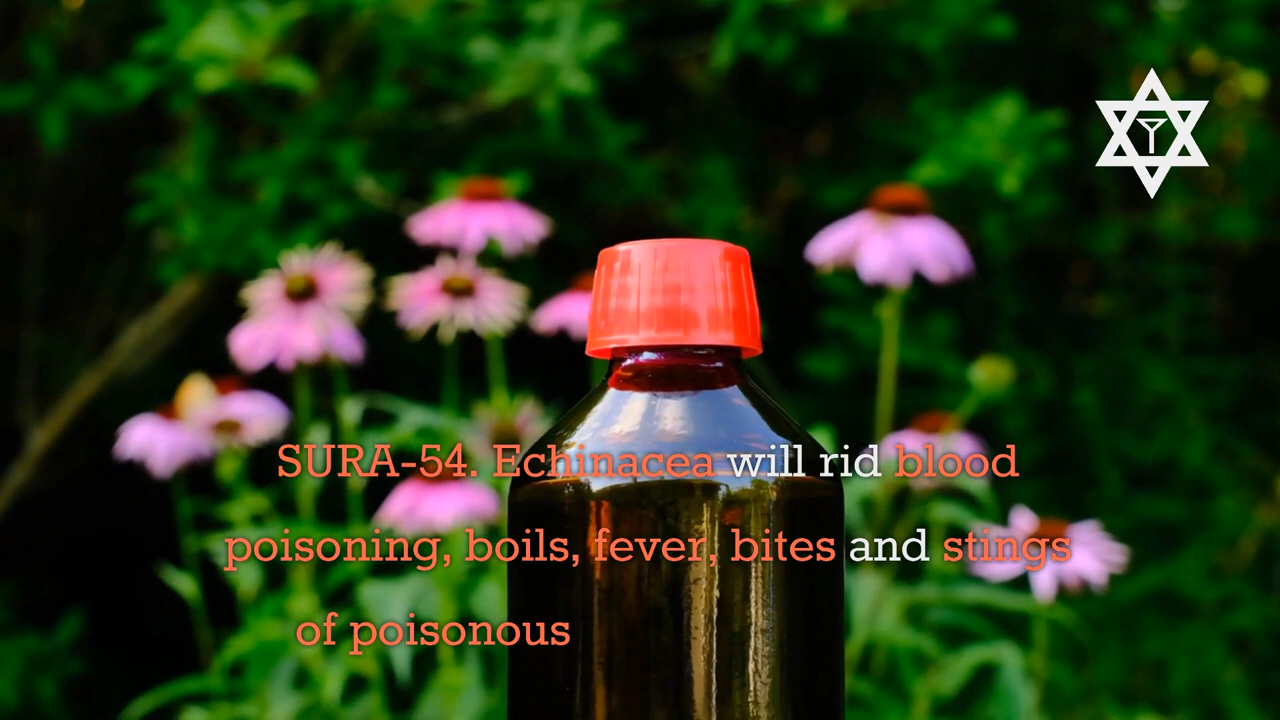 SURA-54. Echinacea will rid blood
poisoning, boils, fever, bites and stings
of poisonous